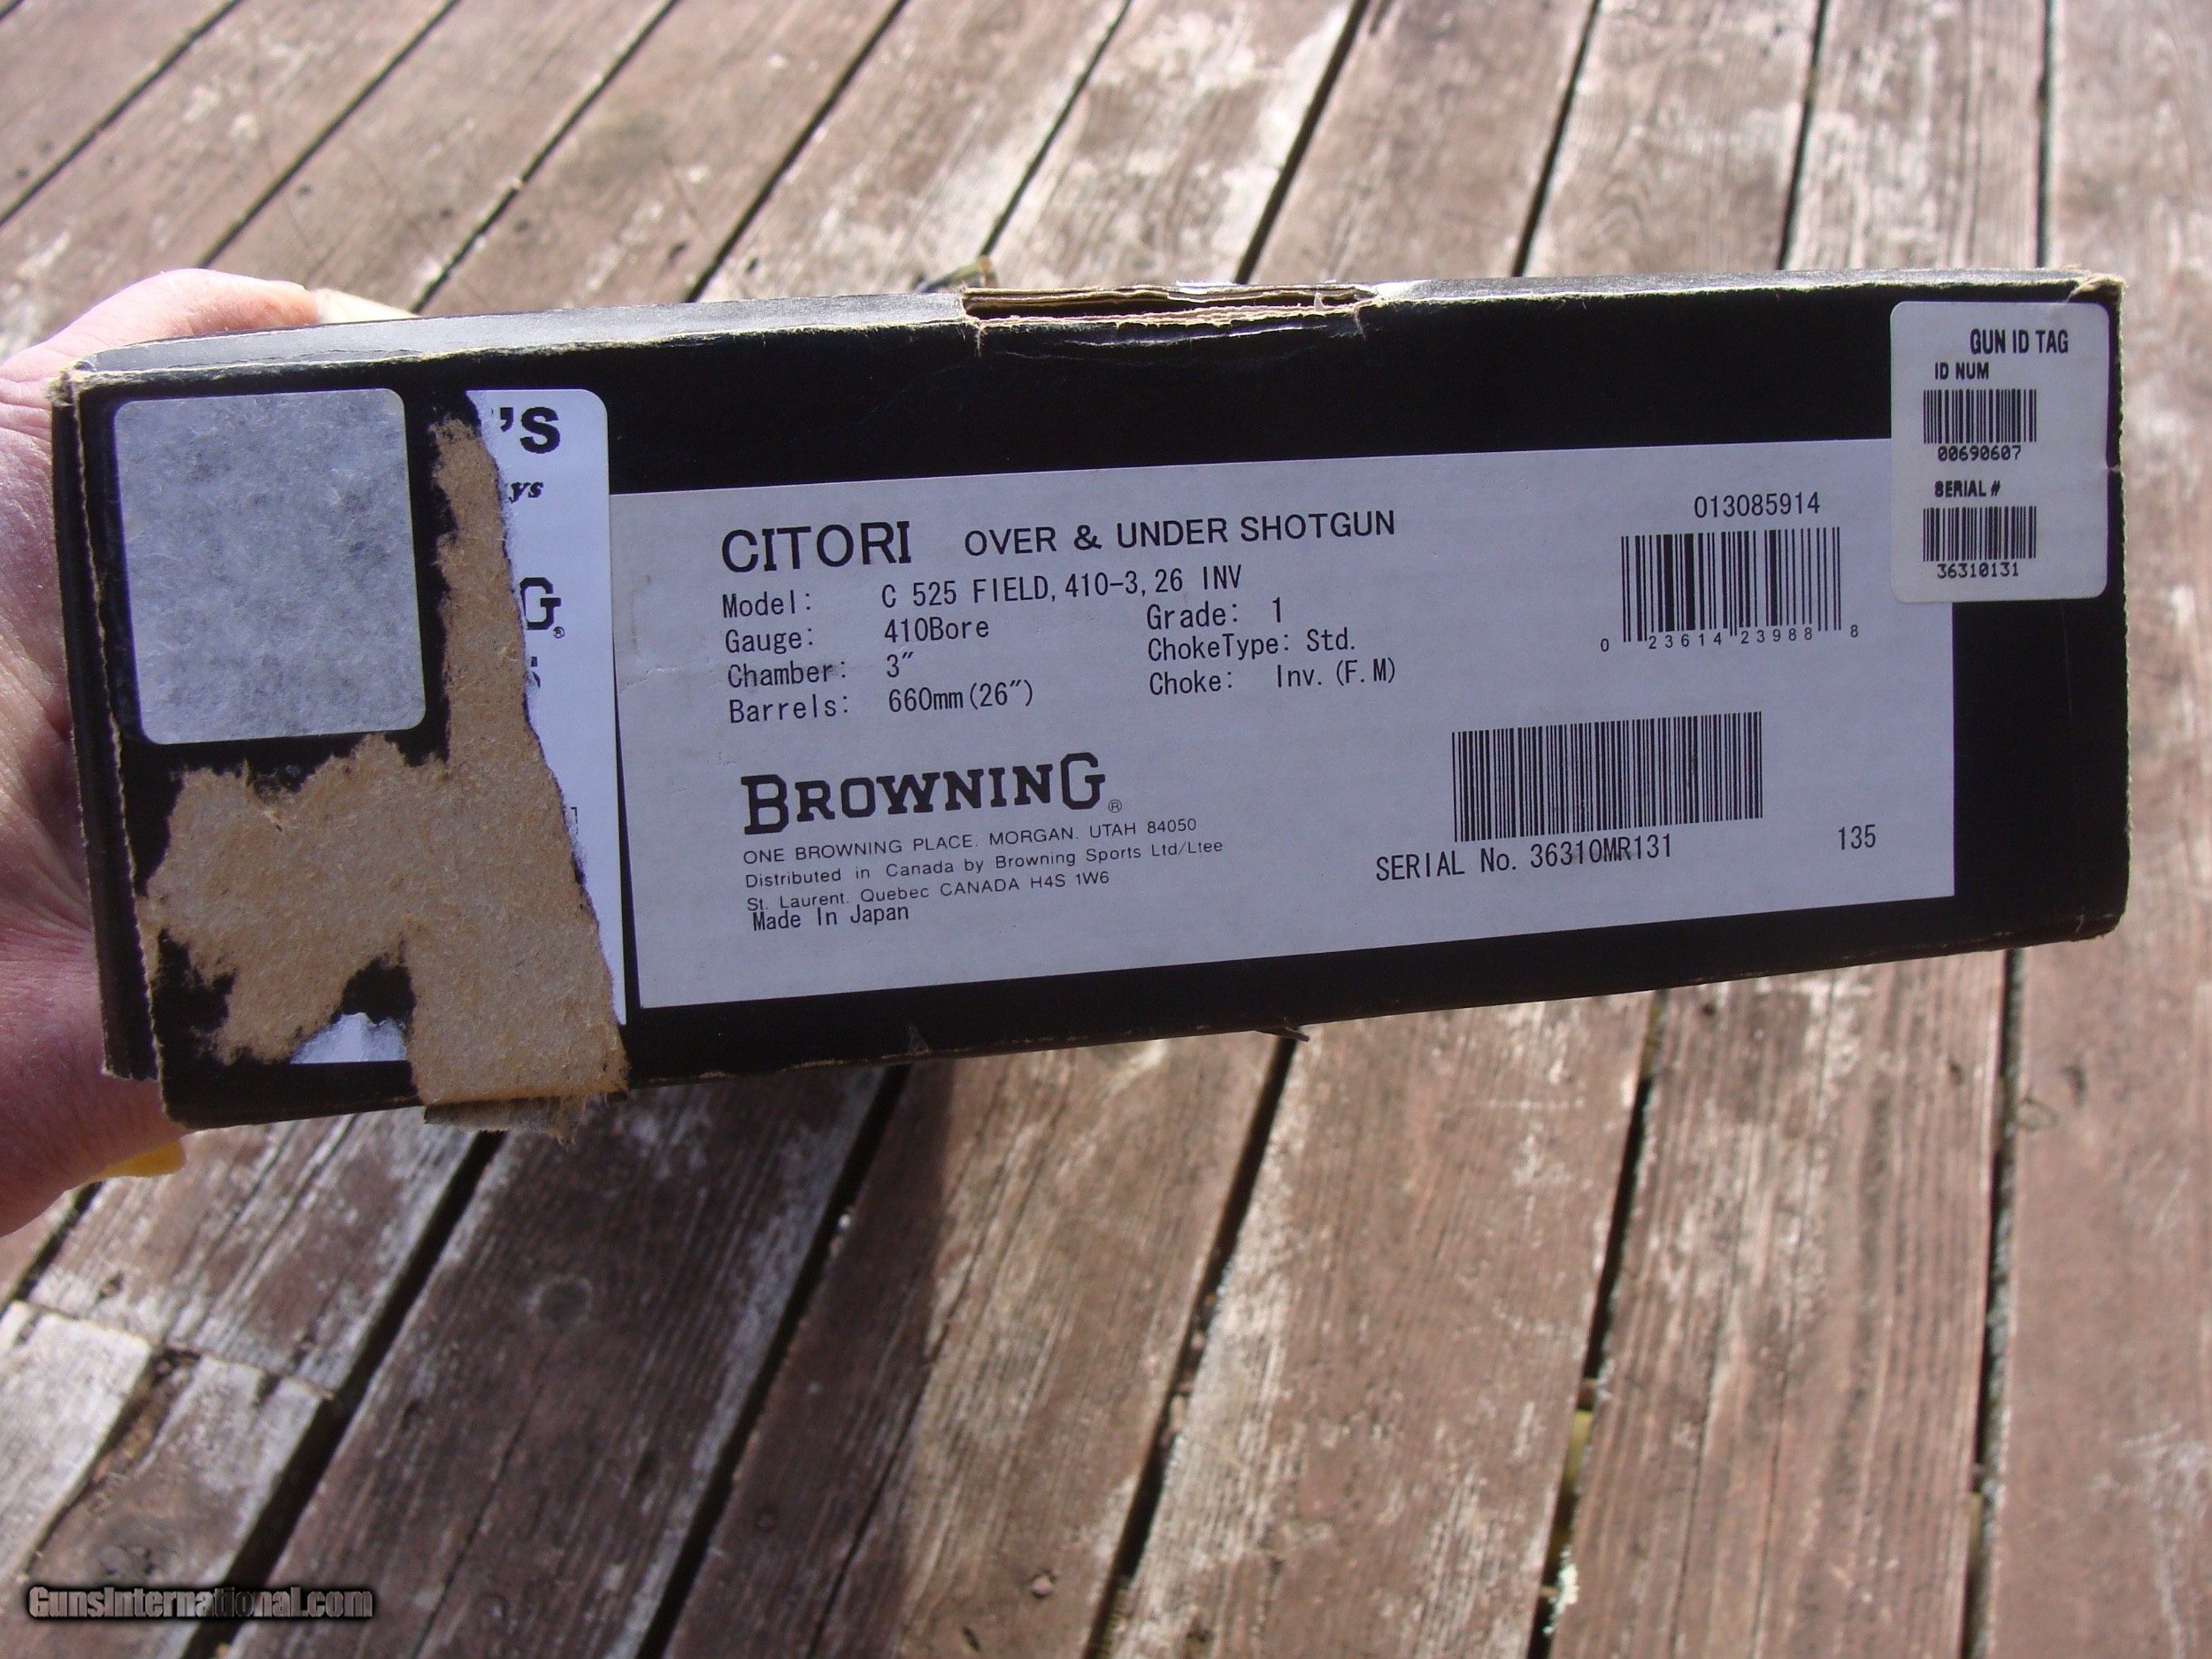 'S
ys
G®
CITORI OVER & UNDER SHOTGUN
Model: C 525 FIELD, 410-3, 26 INV
Gauge: 410Bore Grade: 1
Chamber: 3" ChokeType: Std.
Barrels: 660mm(26") Choke: Inv. (F.M)
BROWNING®
ONE BROWNING PLACE. MORGAN. UTAH 84050
Distributed in Canada by Browning Sports Ltd/Ltee
St. Laurent. Quebec CANADA H4S 1W6
Made In Japan
013085914
0 23614 23988 8
SERIAL No. 36310MR131
135
GUN ID TAG
ID NUM
00690607
SERIAL #
36310131
GunsInternational.com